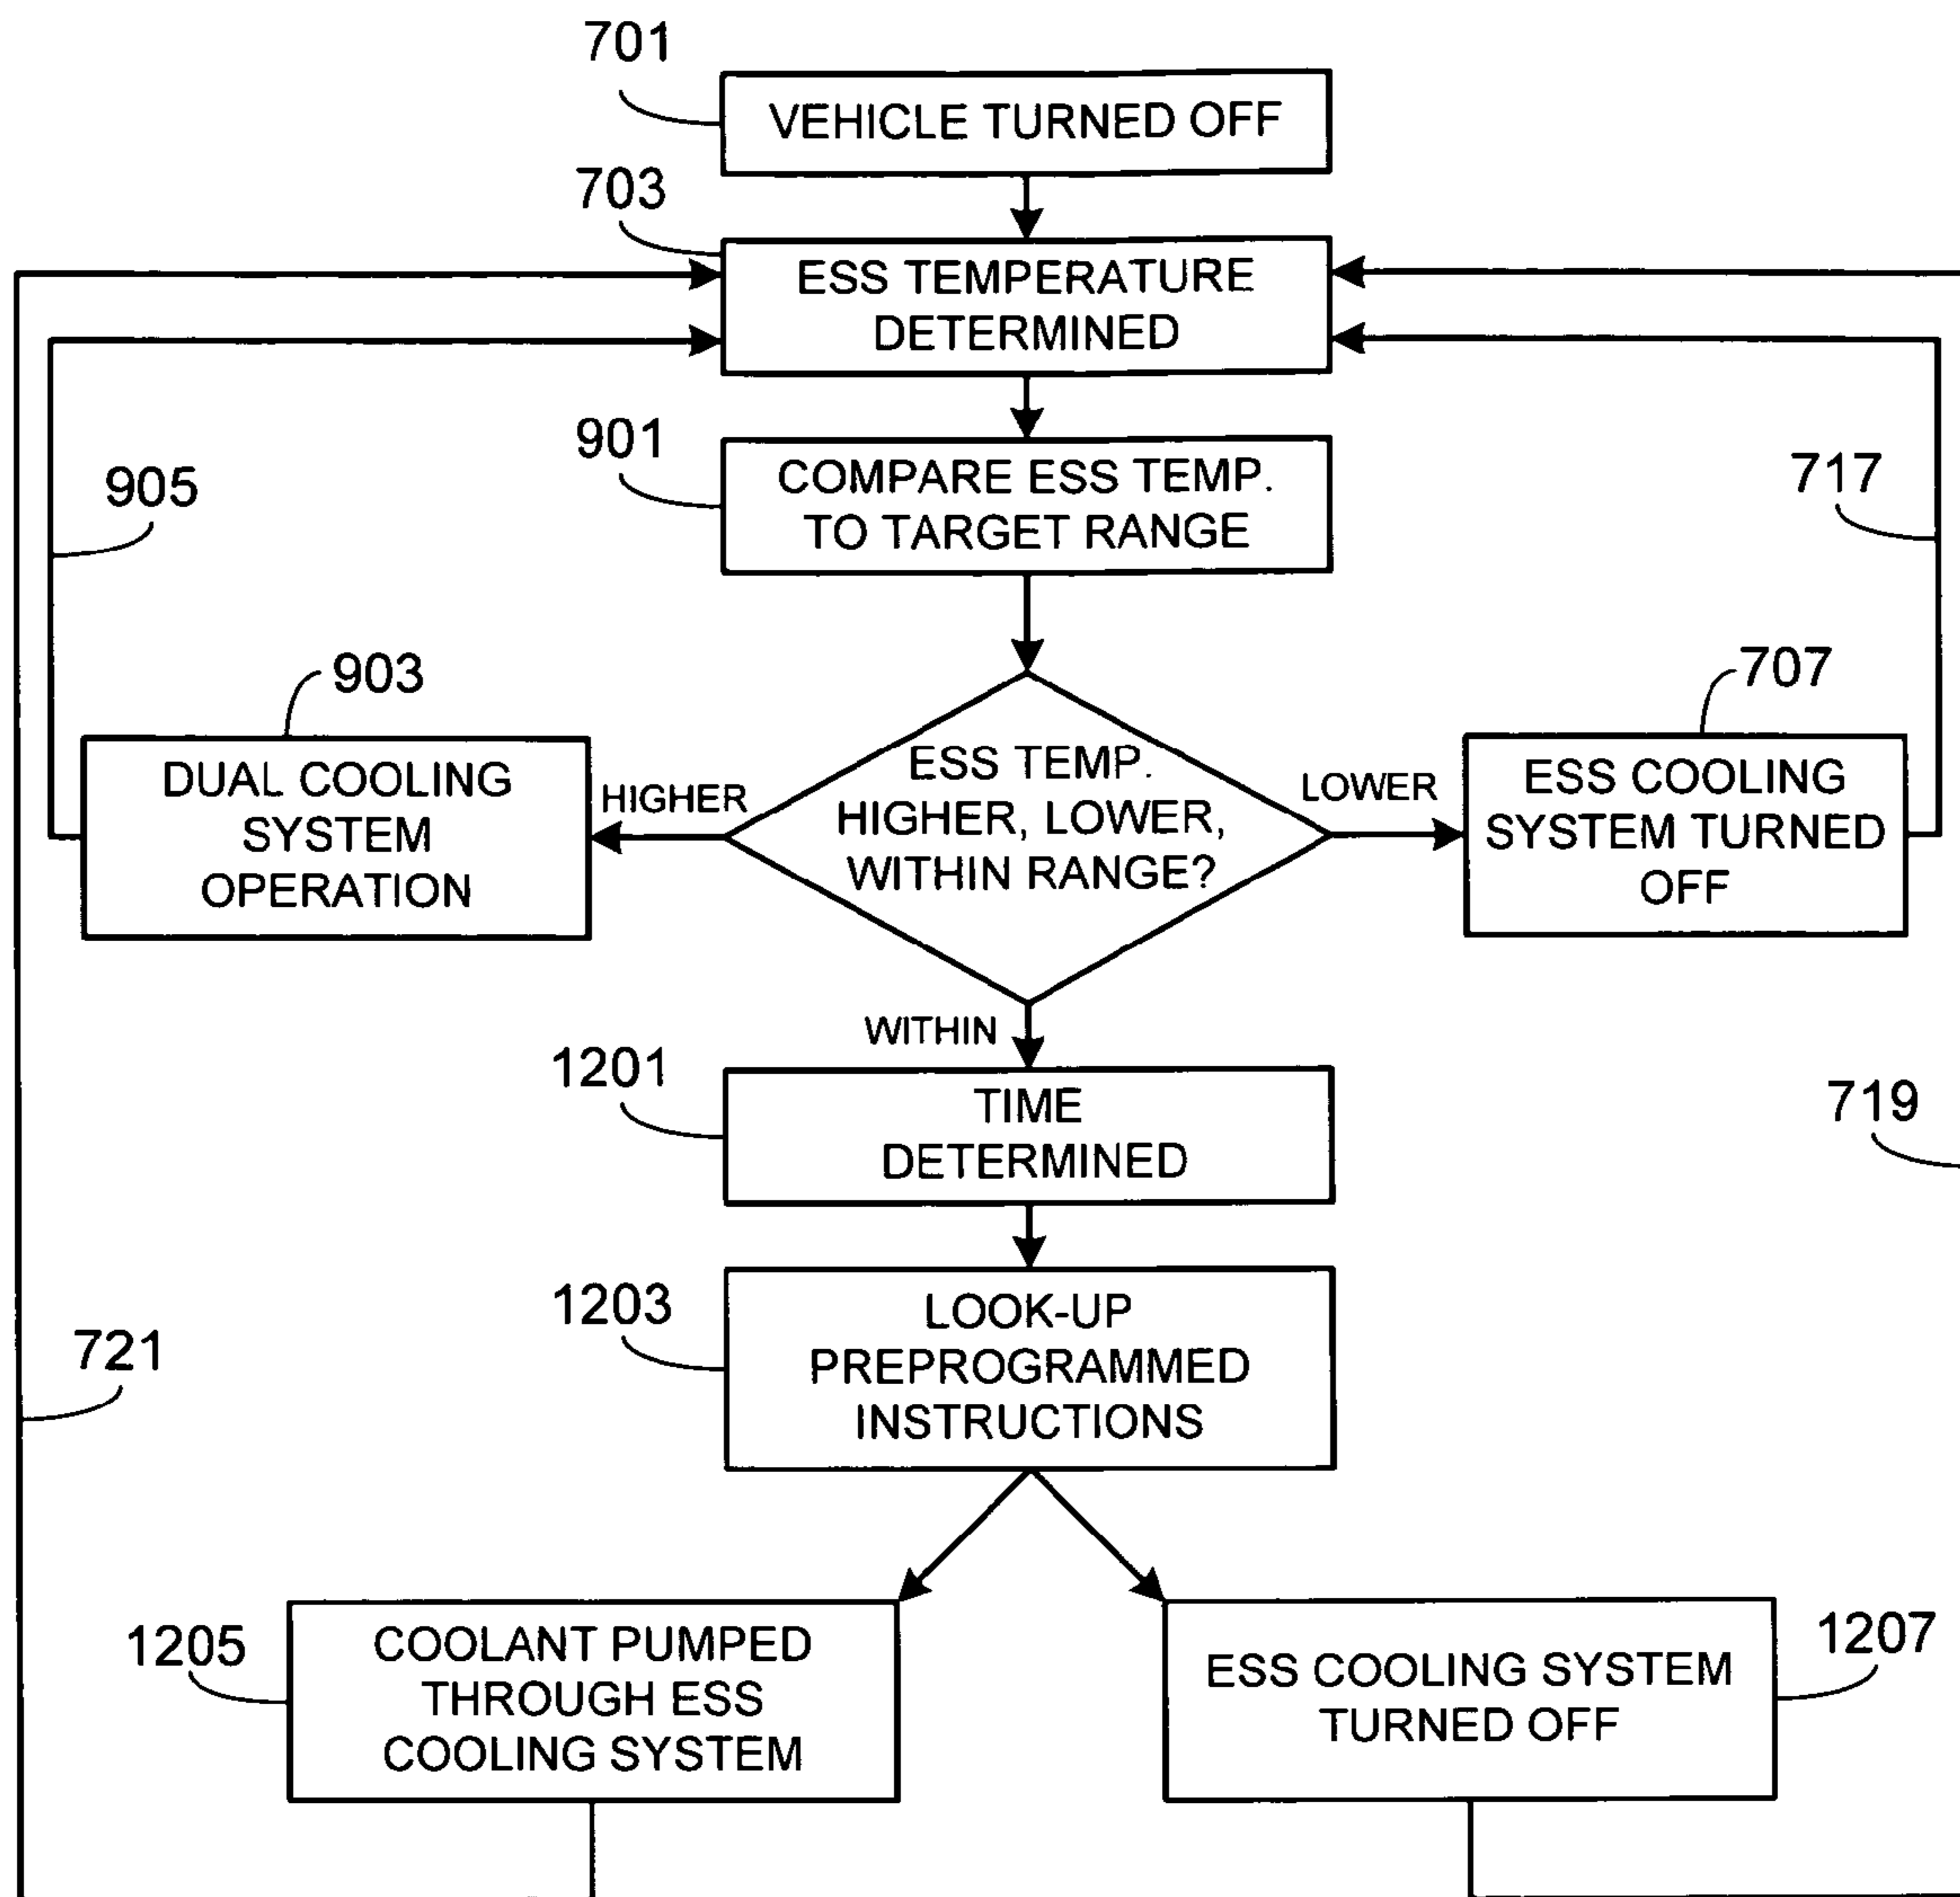 701
VEHICLE TURNED OFF
703
ESS TEMPERATURE
DETERMINED
901
COMPARE ESS TEMP.
TO TARGET RANGE
905
717
903
DUAL COOLING
SYSTEM
OPERATION
HIGHER
ESS TEMP.
HIGHER, LOWER,
WITHIN RANGE?
LOWER
707
ESS COOLING
SYSTEM TURNED
OFF
WITHIN
1201
TIME
DETERMINED
719
1203
LOOK-UP
PREPROGRAMMED
INSTRUCTIONS
721
1205
COOLANT PUMPED
THROUGH ESS
COOLING SYSTEM
ESS COOLING SYSTEM
TURNED OFF
1207